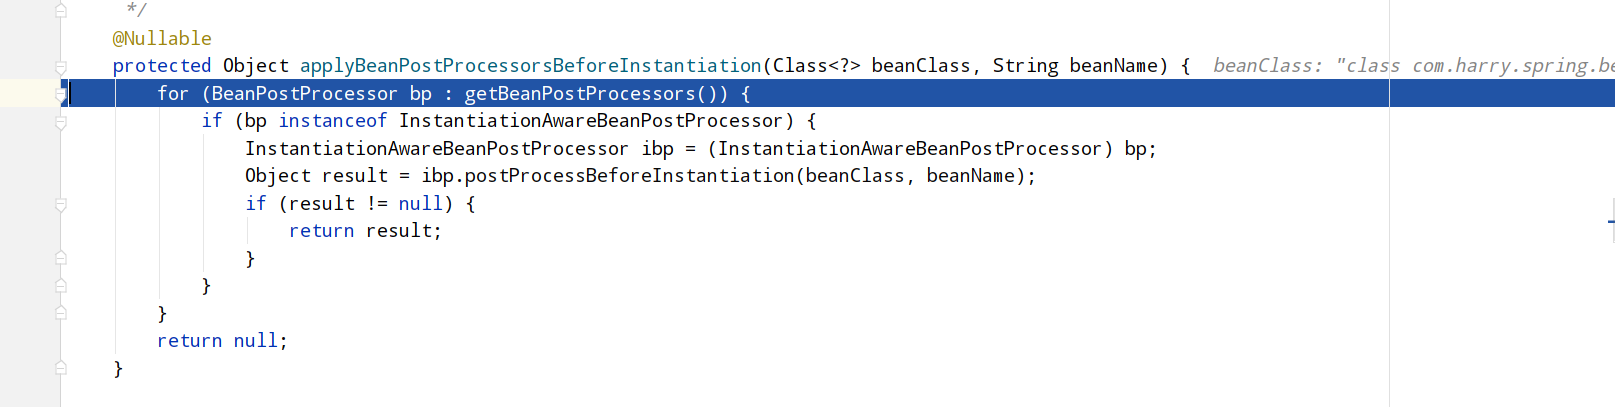 */
@Nullable
protected Object applyBeanPostProcessorsBeforeInstantiation(Class<?> beanClass, String beanName) { beanClass: "class com.harry.spring.be
for (BeanPostProcessor bp : getBeanPostProcessors()) {
if (bp instanceof InstantiationAwareBeanPostProcessor) {
InstantiationAwareBeanPostProcessor ibp = (InstantiationAwareBeanPostProcessor) bp;
Object result = ibp.postProcessBeforeInstantiation(beanClass, beanName);
if (result != null) {
return result;
}
}
}
return null;
}